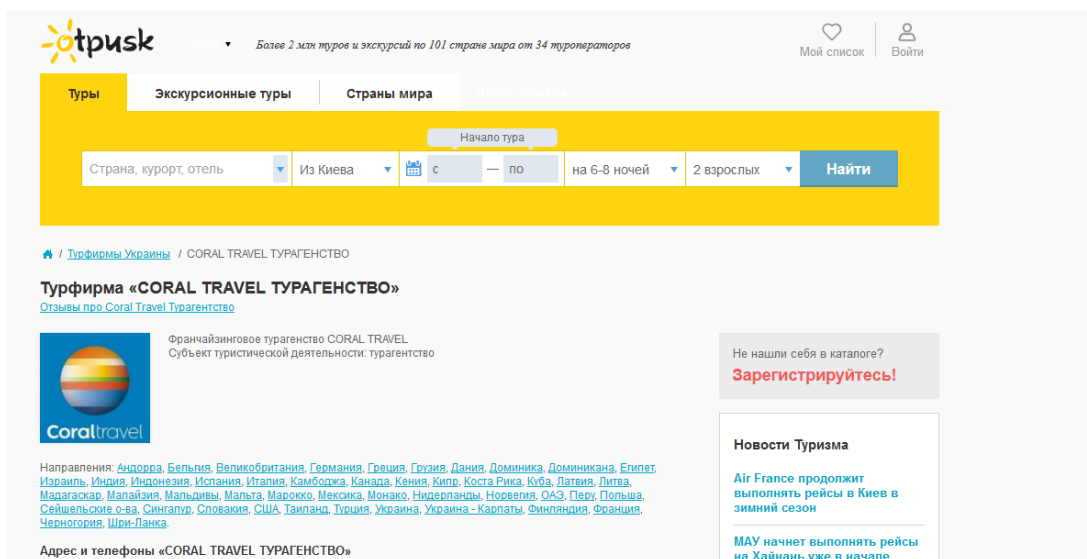 otpusk
Более 2 млн туров и экскурсий по 101 стране мира от 34 туроператоров
Мой список
Войти
Туры
Экскурсионные туры
Страны мира
Начало тура
Страна, курорт, отель
Из Киева
с — по
на 6-8 ночей
2 взрослых
Найти
/ Турфирмы Украины / CORAL TRAVEL ТУРАГЕНСТВО
Турфирма «CORAL TRAVEL ТУРАГЕНСТВО»
Отзывы про Coral Travel Турагентство
Coraltravel
Франчайзинговое турагенство CORAL TRAVEL
Субъект туристической деятельности: турагентство
Направления: Андорра, Бельгия, Великобритания, Германия, Греция, Грузия, Дания, Доминика, Доминикана, Египет,
Израиль, Индия, Индонезия, Испания, Италия, Камбоджа, Канада, Кения, Кипр, Коста Рика, Куба, Латвия, Литва,
Мадагаскар, Малайзия, Мальдивы, Мальта, Марокко, Мексика, Монако, Нидерланды, Норвегия, ОАЭ, Перу, Польша,
Сейшельские о-ва, Сингапур, Словакия, США, Таиланд, Турция, Украина, Украина - Карпаты, Финляндия, Франция,
Черногория, Шри-Ланка.
Адрес и телефоны «CORAL TRAVEL ТУРАГЕНСТВО»
Не нашли себя в каталоге?
Зарегистрируйтесь!
Новости Туризма
Air France продолжит
выполнять рейсы в Киев в
зимний сезон
МАУ начнет выполнять рейсы
на Хайнань уже в начале